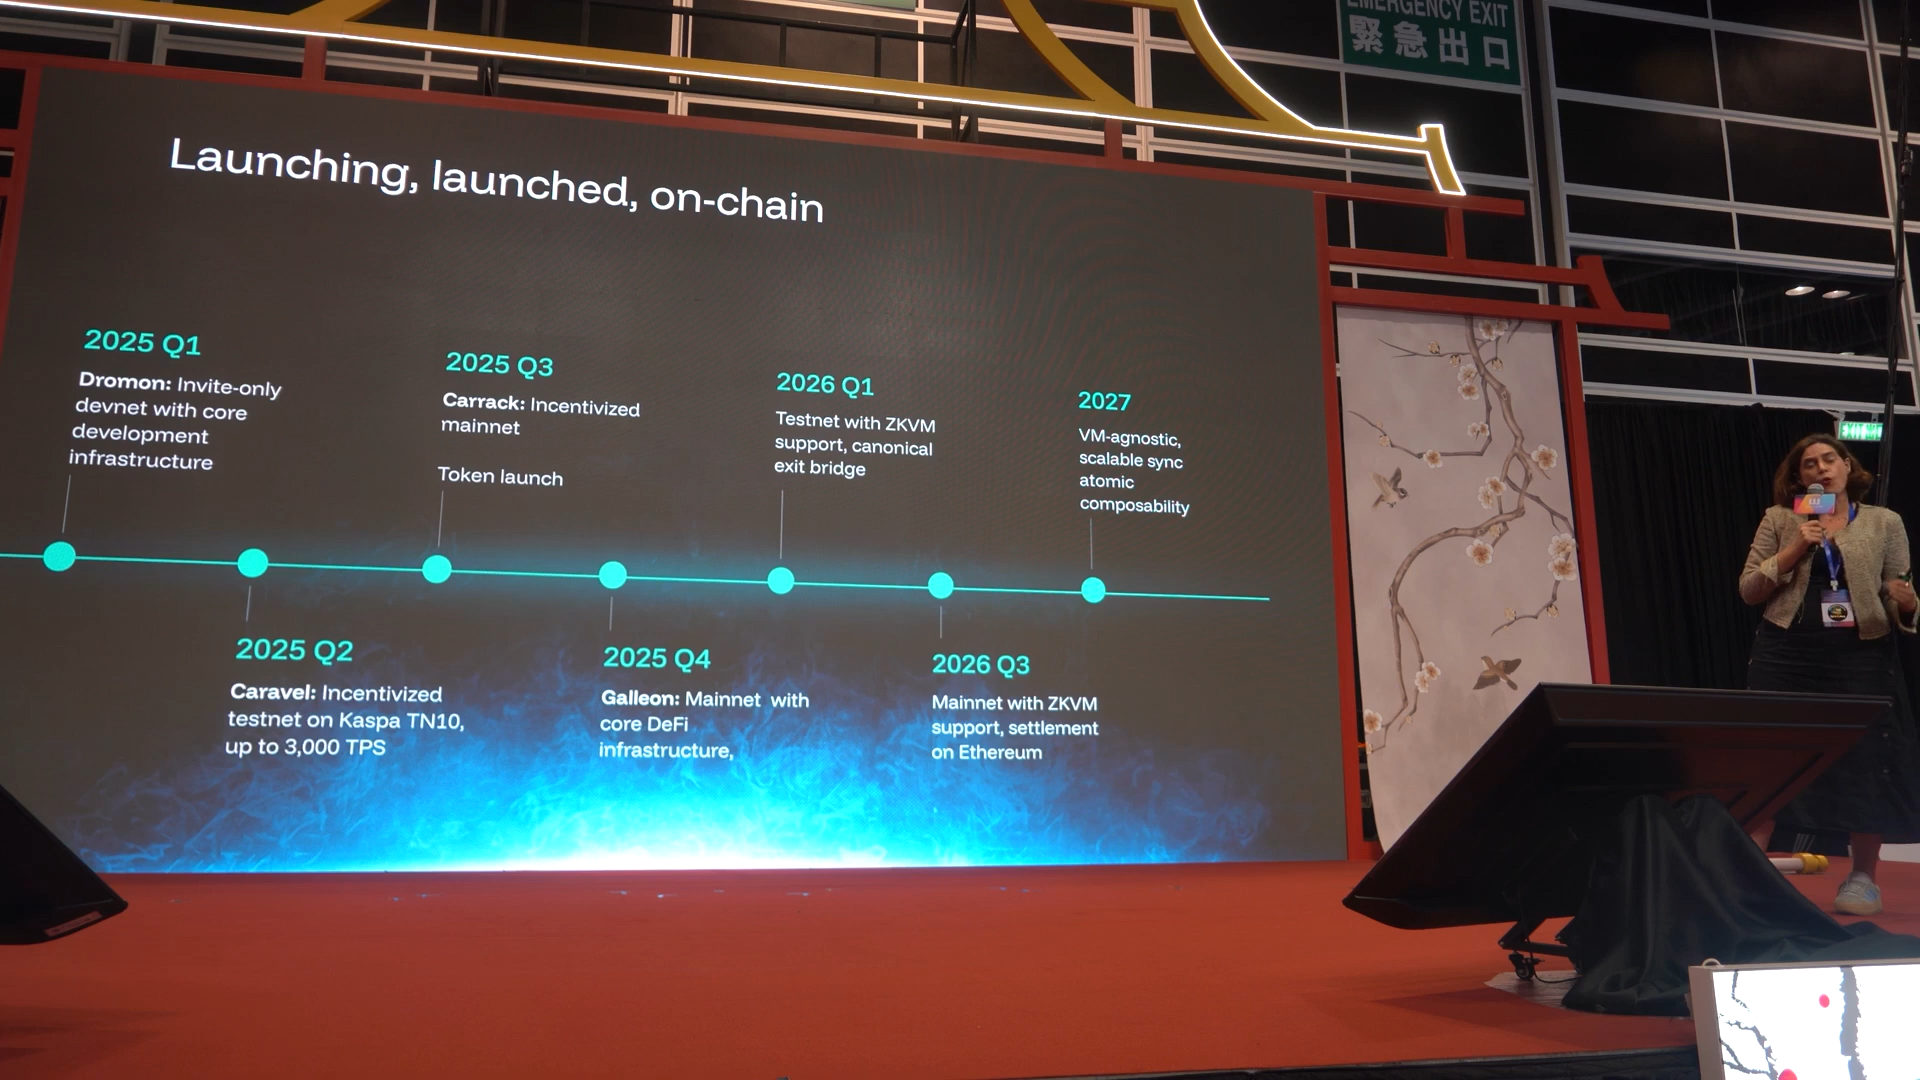 EMERGENCY EXIT
緊急出口
Launching, launched, on-chain
2025 Q1
Dromon: Invite-only
devnet with core
development
infrastructure
2025 Q3
Carrack: Incentivized
mainnet
Token launch
2026 Q1
Testnet with ZKVM
support, canonical
exit bridge
2027
VM-agnostic,
scalable sync
atomic
composability
2025 Q2
Caravel: Incentivized
testnet on Kaspa TN10,
up to 3,000 TPS
2025 Q4
Galleon: Mainnet with
core DeFi
infrastructure,
2026 Q3
Mainnet with ZKVM
support, settlement
on Ethereum
EXIT